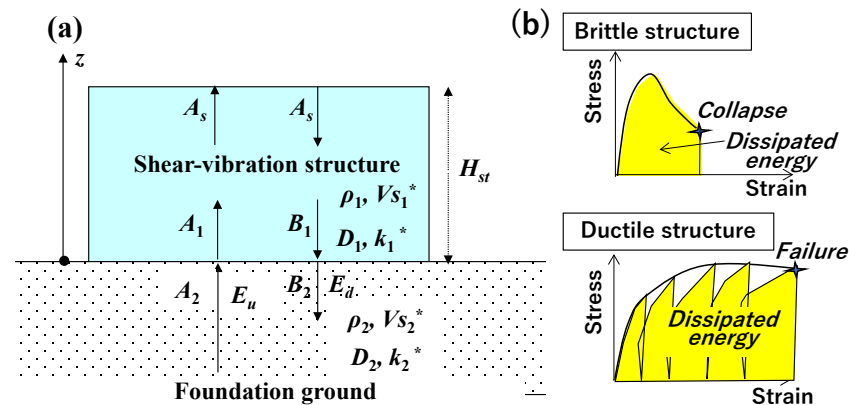 (a)
z
A_s
A_s
Shear-vibration structure
H_st
ρ_1, Vs_1^*
A_1
B_1
D_1, k_1^*
A_2
E_u
B_2
E_d
ρ_2, Vs_2^*
D_2, k_2^*
Foundation ground
(b)
Brittle structure
Stress
Collapse
Dissipated
energy
Strain
Ductile structure
Failure
Stress
Dissipated
energy
Strain